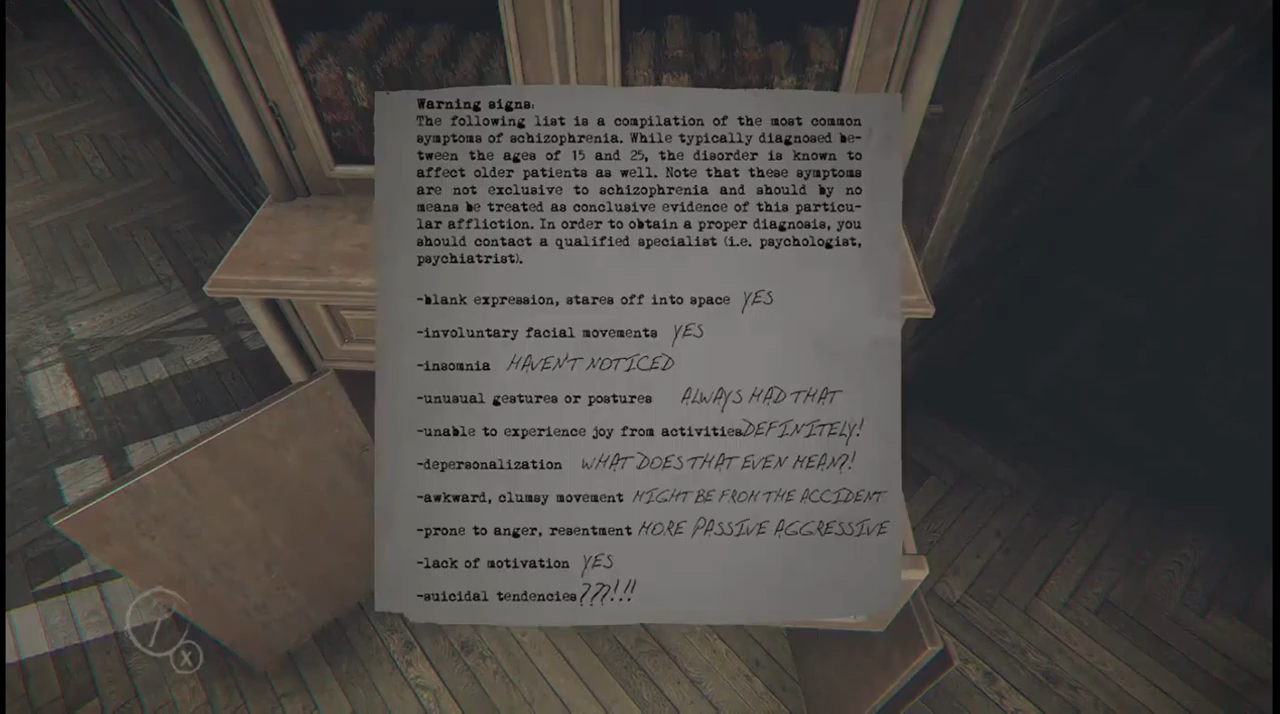 Warning signs:
The following list is a compilation of the most common
symptoms of schizophrenia. While typically diagnosed be-
tween the ages of 15 and 25, the disorder is known to
affect older patients as well. Note that these symptoms
are not exclusive to schizophrenia and should by no
means be treated as conclusive evidence of this particu-
lar affliction. In order to obtain a proper diagnosis, you
should contact a qualified specialist (i.e. psychologist,
psychiatrist).
-blank expression, stares off into space YES
-involuntary facial movements YES
-insomnia HAVEN'T NOTICED
-unusual gestures or postures ALWAYS HAD THAT
-unable to experience joy from activities DEFINITELY!
-depersonalization WHAT DOES THAT EVEN MEAN?!
-awkward, clumsy movement MIGHT BE FROM THE ACCIDENT
-prone to anger, resentment MORE PASSIVE AGGRESSIVE
-lack of motivation YES
-suicidal tendencies ???!!!
X